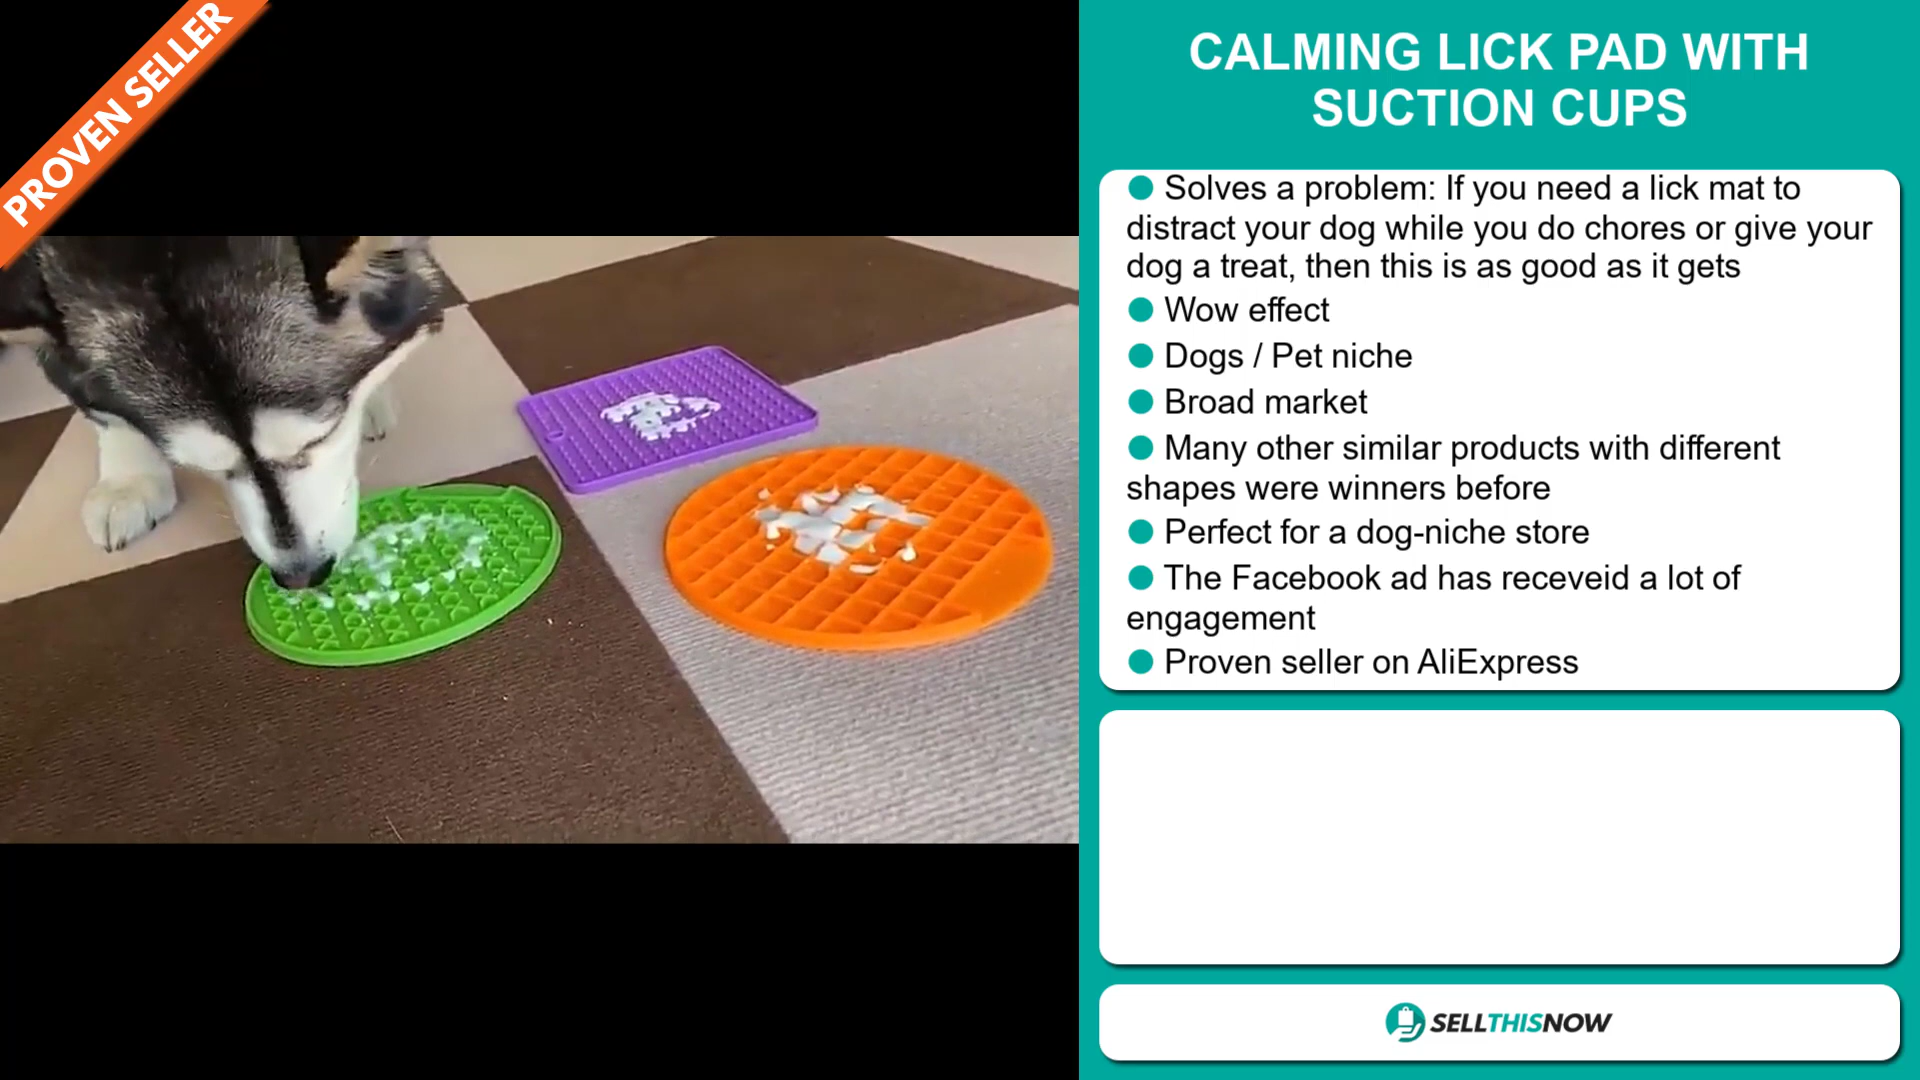 PROVEN SELLER
CALMING LICK PAD WITH
SUCTION CUPS
● Solves a problem: If you need a lick mat to
distract your dog while you do chores or give your
dog a treat, then this is as good as it gets
● Wow effect
● Dogs / Pet niche
● Broad market
● Many other similar products with different
shapes were winners before
● Perfect for a dog-niche store
● The Facebook ad has receveid a lot of
engagement
● Proven seller on AliExpress
SELLTHISNOW